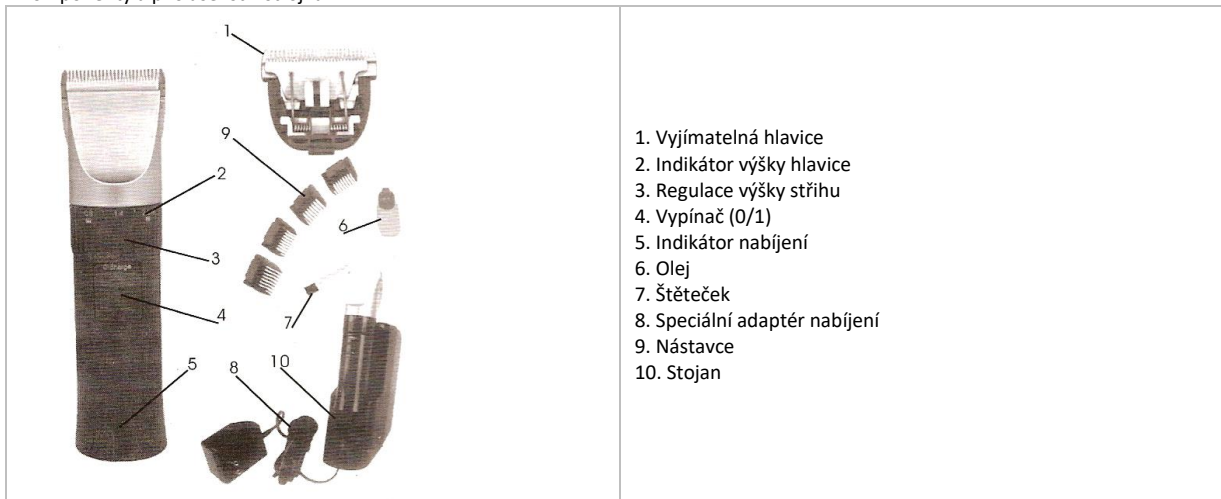 1
2
3
4
5
6
7
8
9
10
1. Vyjímatelná hlavice
2. Indikátor výšky hlavice
3. Regulace výšky střihu
4. Vypínač (0/1)
5. Indikátor nabíjení
6. Olej
7. Štěteček
8. Speciální adaptér nabíjení
9. Nástavce
10. Stojan